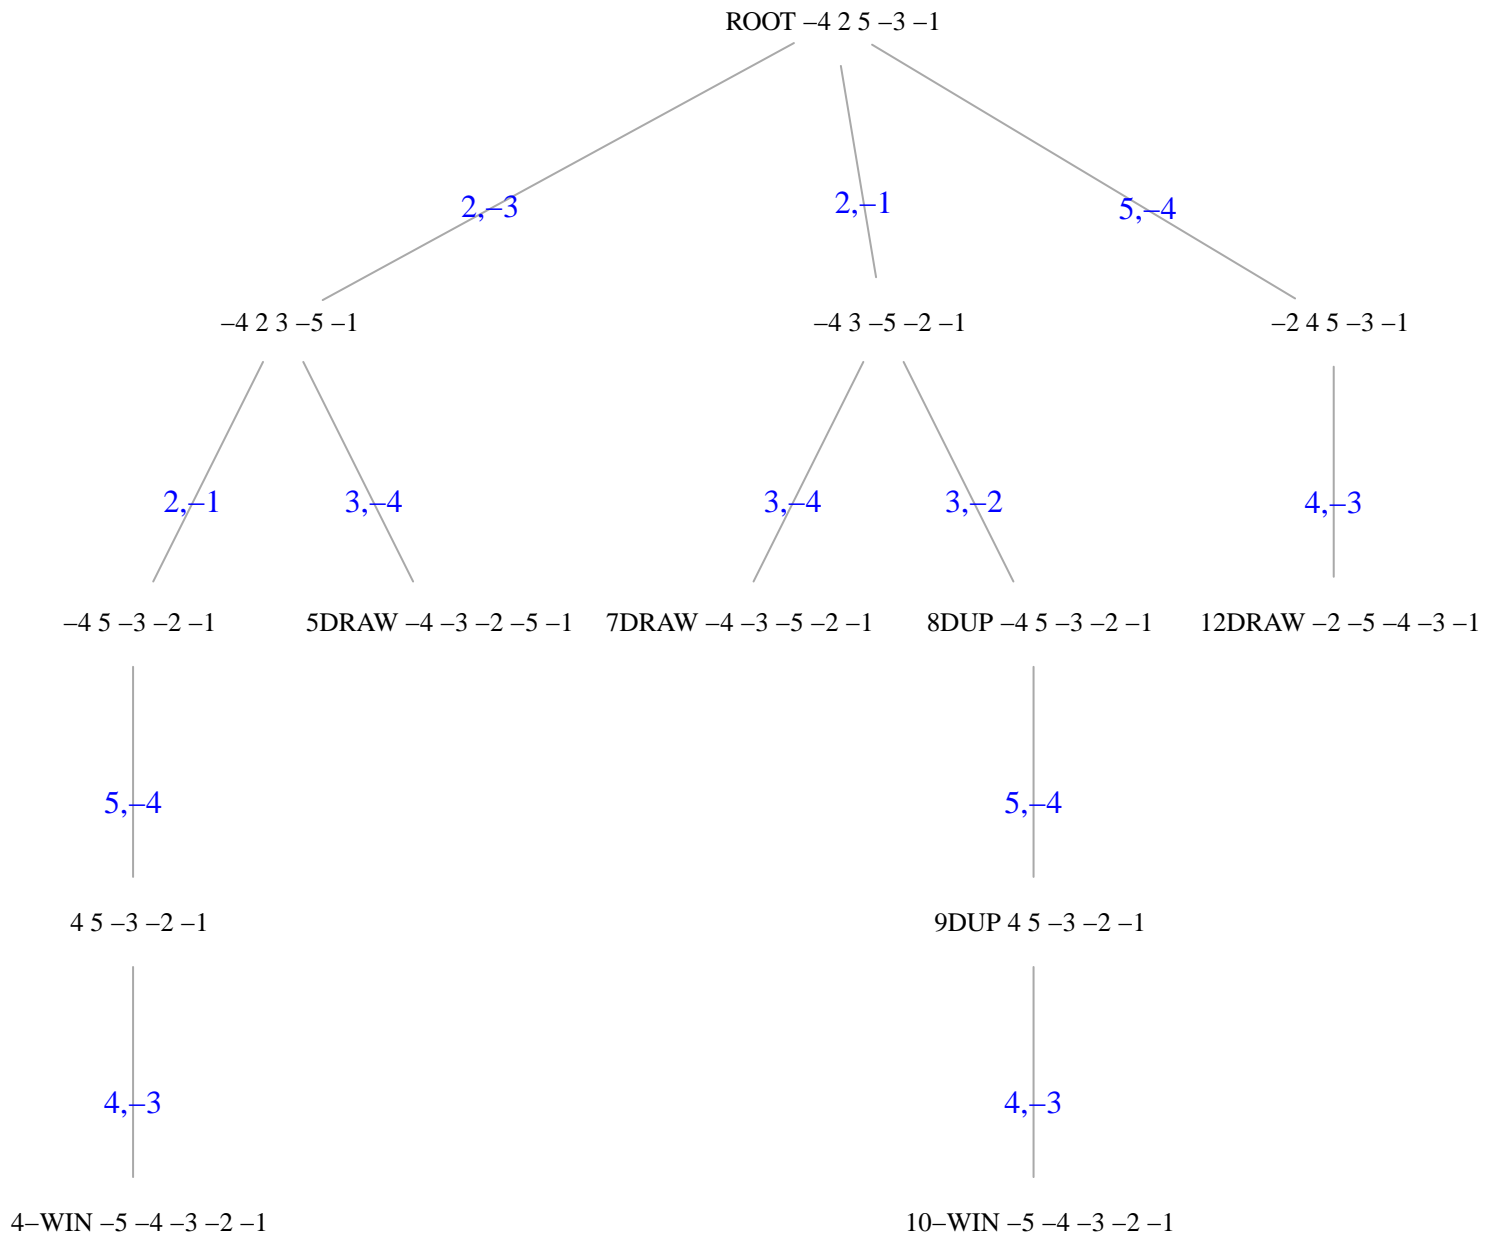 ROOT –4 2 5 –3 –1
2,–3
2,–1
5,–4
–4 2 3 –5 –1
–4 3 –5 –2 –1
–2 4 5 –3 –1
2,–1
3,–4
3,–4
3,–2
4,–3
–4 5 –3 –2 –1
5DRAW –4 –3 –2 –5 –1
7DRAW –4 –3 –5 –2 –1
8DUP –4 5 –3 –2 –1
12DRAW –2 –5 –4 –3 –1
5,–4
5,–4
4 5 –3 –2 –1
9DUP 4 5 –3 –2 –1
4,–3
4,–3
4–WIN –5 –4 –3 –2 –1
10–WIN –5 –4 –3 –2 –1